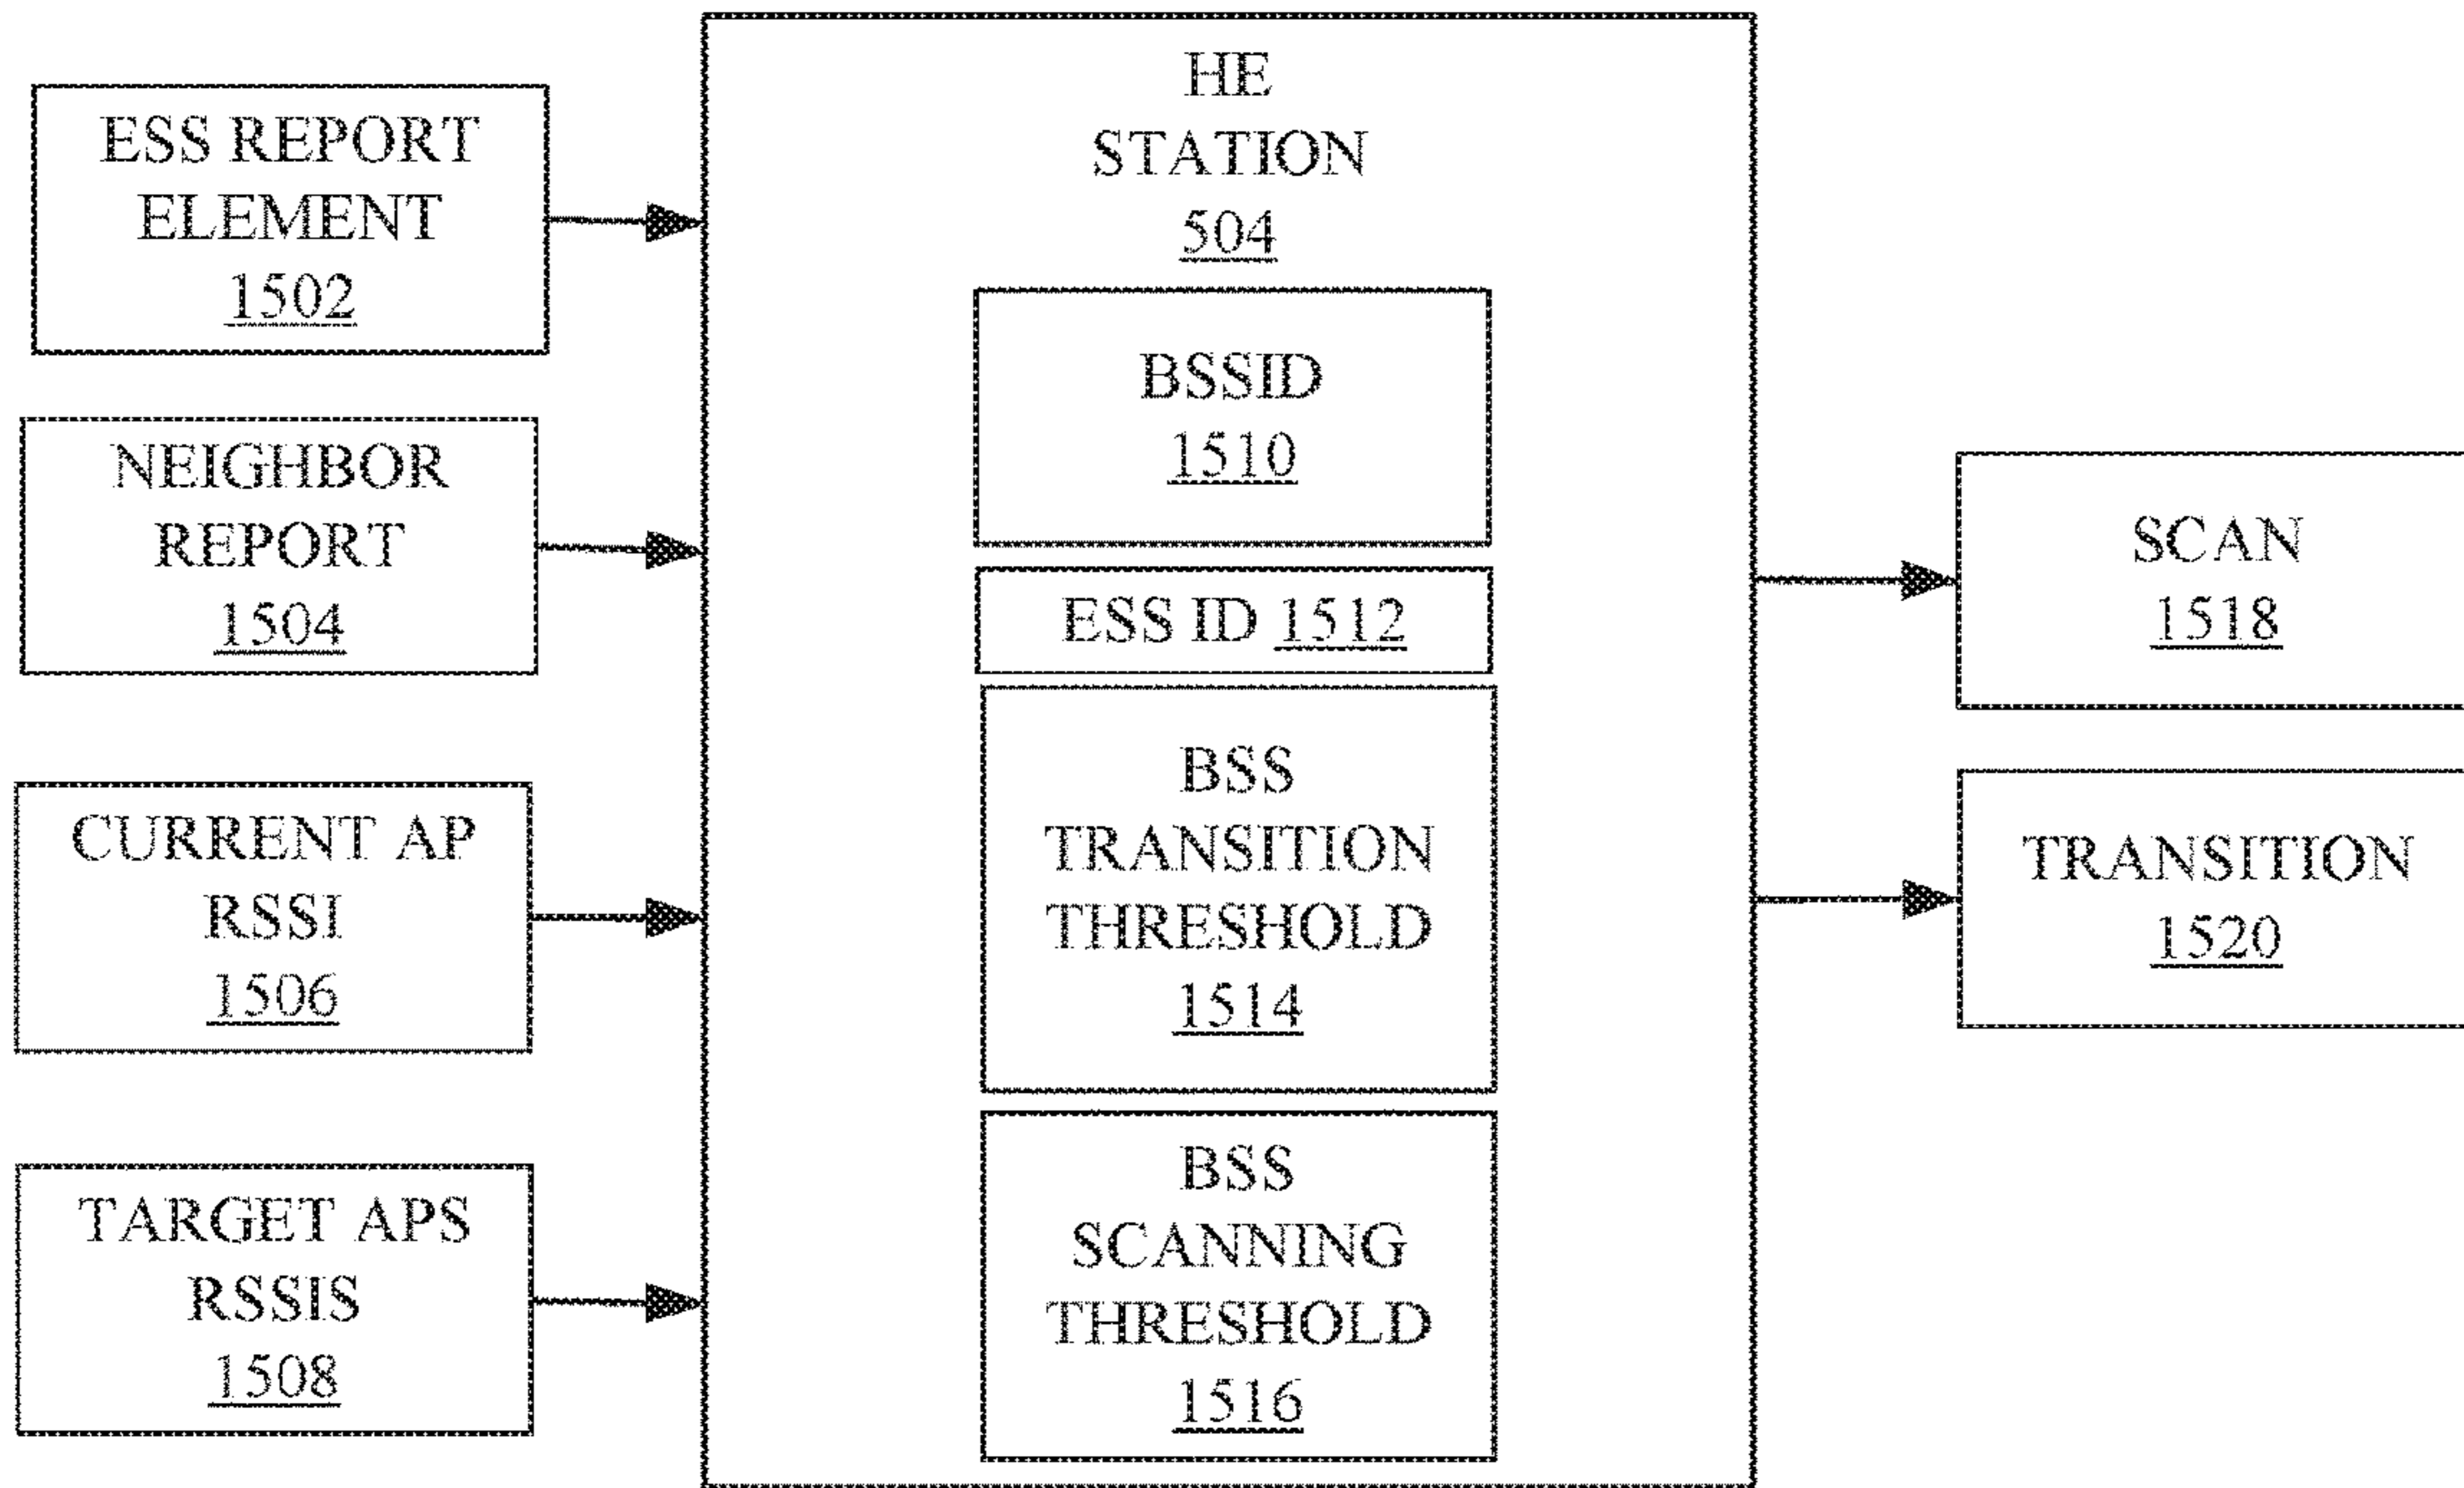 ESS REPORT
ELEMENT
1502
NEIGHBOR
REPORT
1504
CURRENT AP
RSSI
1506
TARGET APS
RSSIS
1508
HE
STATION
504
BSSID
1510
ESS ID 1512
BSS
TRANSITION
THRESHOLD
1514
BSS
SCANNING
THRESHOLD
1516
SCAN
1518
TRANSITION
1520